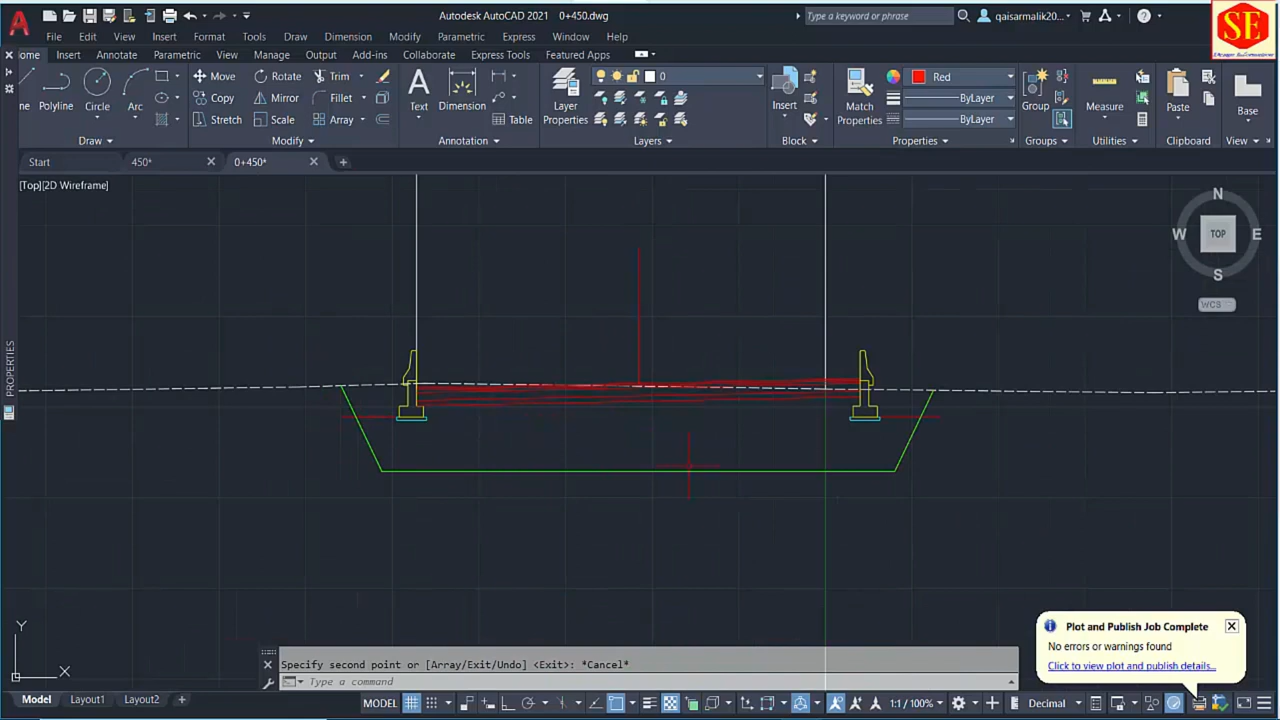 Autodesk AutoCAD 2021 0+450.dwg
Type a keyword or phrase
qaisarmalik20...
SE
File Edit View Insert Format Tools Draw Dimension Modify Parametric Express Window Help
ome Insert Annotate Parametric View Manage Output Add-ins Collaborate Express Tools Featured Apps
ne Polyline Circle Arc
Move Rotate Trim
Copy Mirror Fillet
Stretch Scale Array
Text Dimension Table
Layer Properties
0
Insert
Match Properties
Red
ByLayer
ByLayer
Group
Measure
Paste
Base
Draw Modify Annotation Layers Block Properties Groups Utilities Clipboard View
Start 450* 0+450*
[Top][2D Wireframe]
N
W TOP E
S
WCS
PROPERTIES
Plot and Publish Job Complete
No errors or warnings found
Click to view plot and publish details...
Y
X
Specify second point or [Array/Exit/Undo] <Exit>: *Cancel*
Type a command
Model Layout1 Layout2
MODEL 1:1 / 100% Decimal